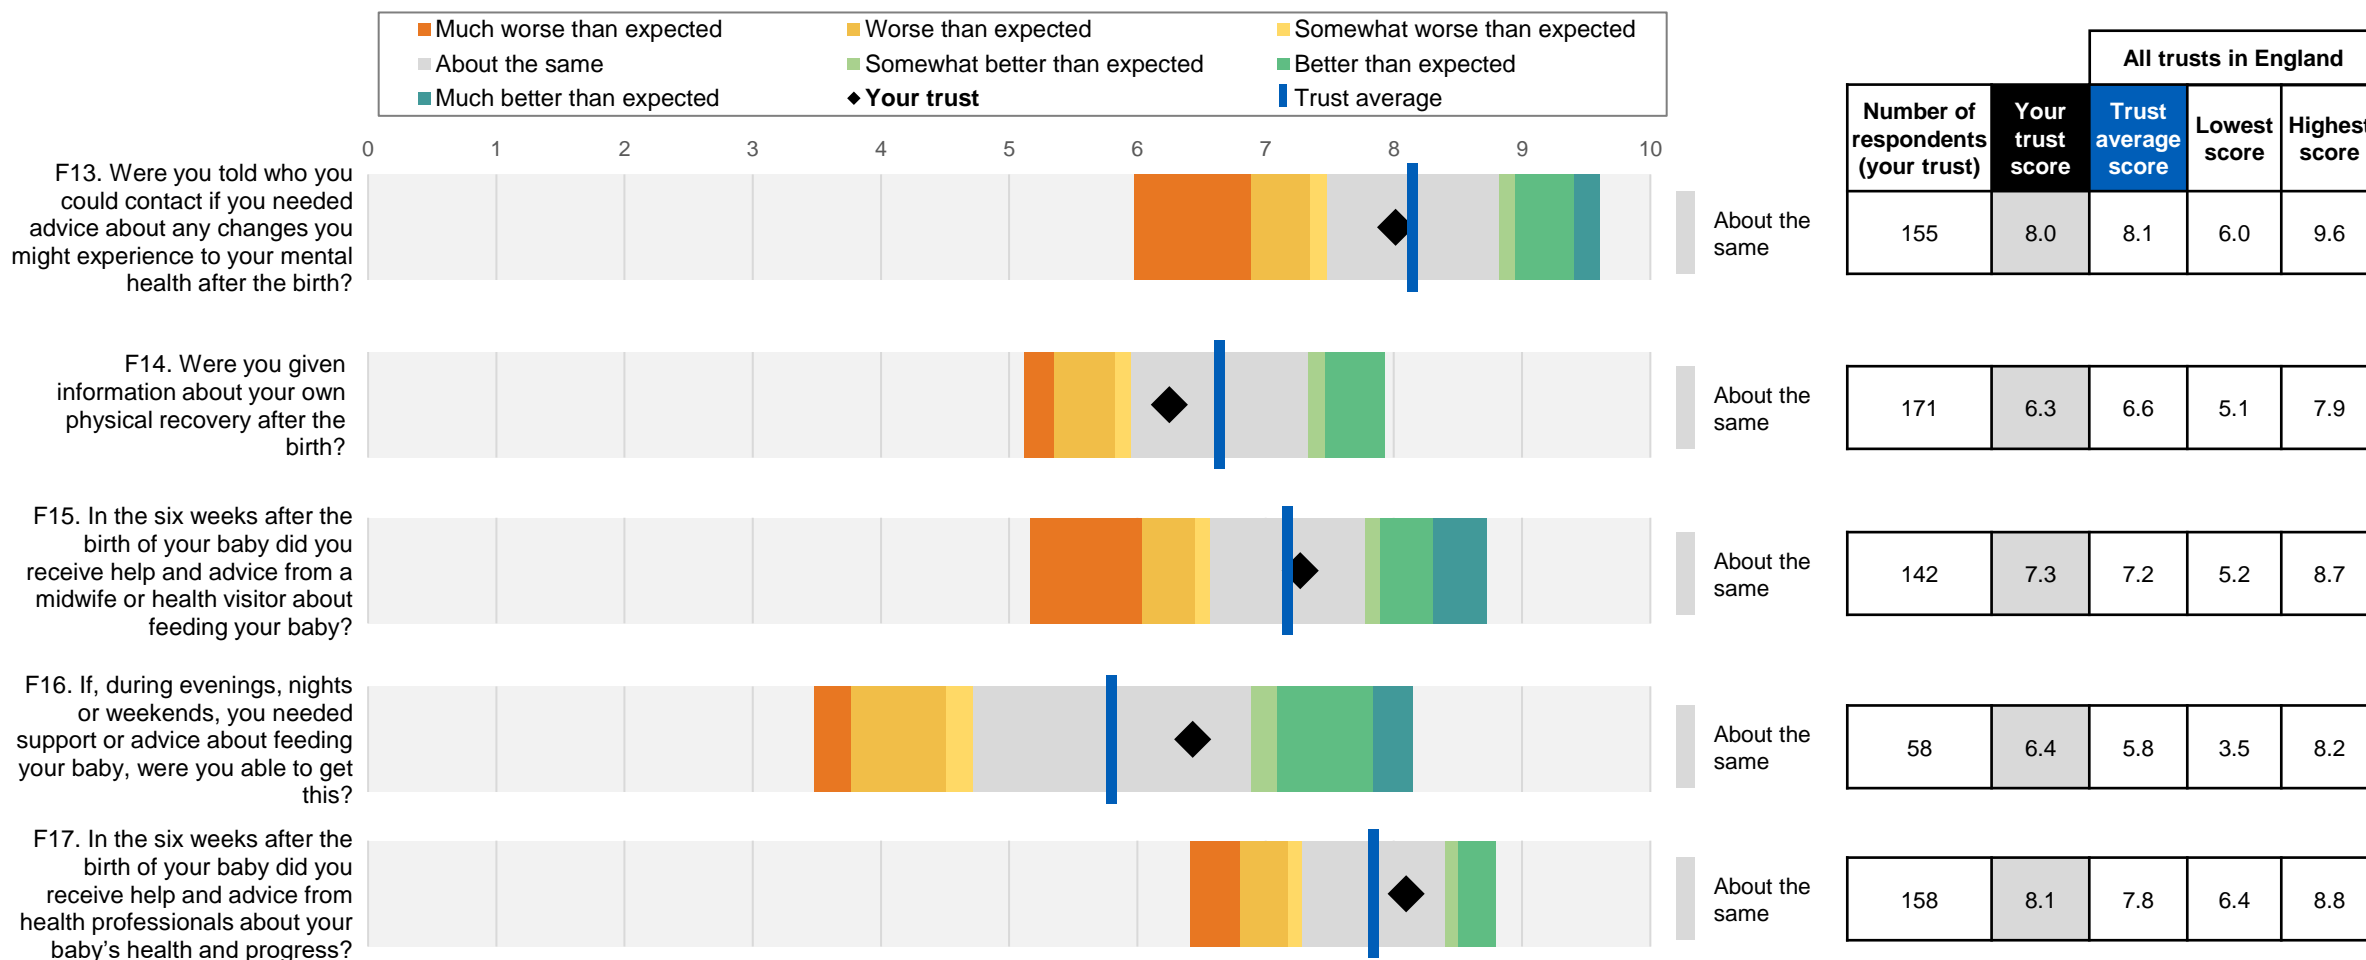 Much worse than expected
Worse than expected
Somewhat worse than expected
About the same
Somewhat better than expected
Better than expected
Much better than expected
Your trust
Trust average
All trusts in England
Number of respondents (your trust)
Your trust score
Trust average score
Lowest score
Highest score
0 1 2 3 4 5 6 7 8 9 10
F13. Were you told who you
could contact if you needed
advice about any changes you
might experience to your mental
health after the birth?
About the
same
155 8.0 8.1 6.0 9.6
F14. Were you given
information about your own
physical recovery after the
birth?
About the
same
171 6.3 6.6 5.1 7.9
F15. In the six weeks after the
birth of your baby did you
receive help and advice from a
midwife or health visitor about
feeding your baby?
About the
same
142 7.3 7.2 5.2 8.7
F16. If, during evenings, nights
or weekends, you needed
support or advice about feeding
your baby, were you able to get
this?
About the
same
58 6.4 5.8 3.5 8.2
F17. In the six weeks after the
birth of your baby did you
receive help and advice from
health professionals about your
baby’s health and progress?
About the
same
158 8.1 7.8 6.4 8.8